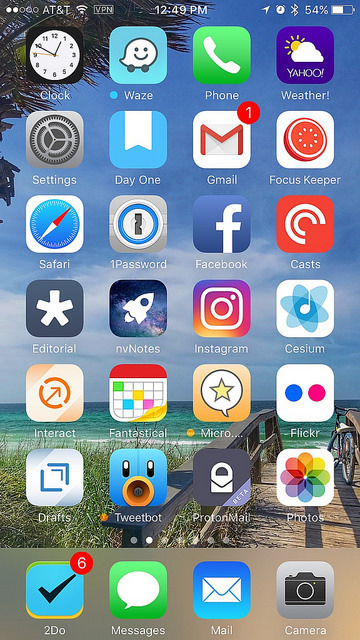 AT&T VPN 12:49 PM 54%
12
YAHOO!
Clock Waze Phone Weather!
1
Settings Day One Gmail Focus Keeper
Safari 1Password Facebook Casts
Editorial nvNotes Instagram Cesium
Interact Fantastical Micro.... Flickr
BETA
Drafts Tweetbot ProtonMail Photos
6
2Do Messages Mail Camera